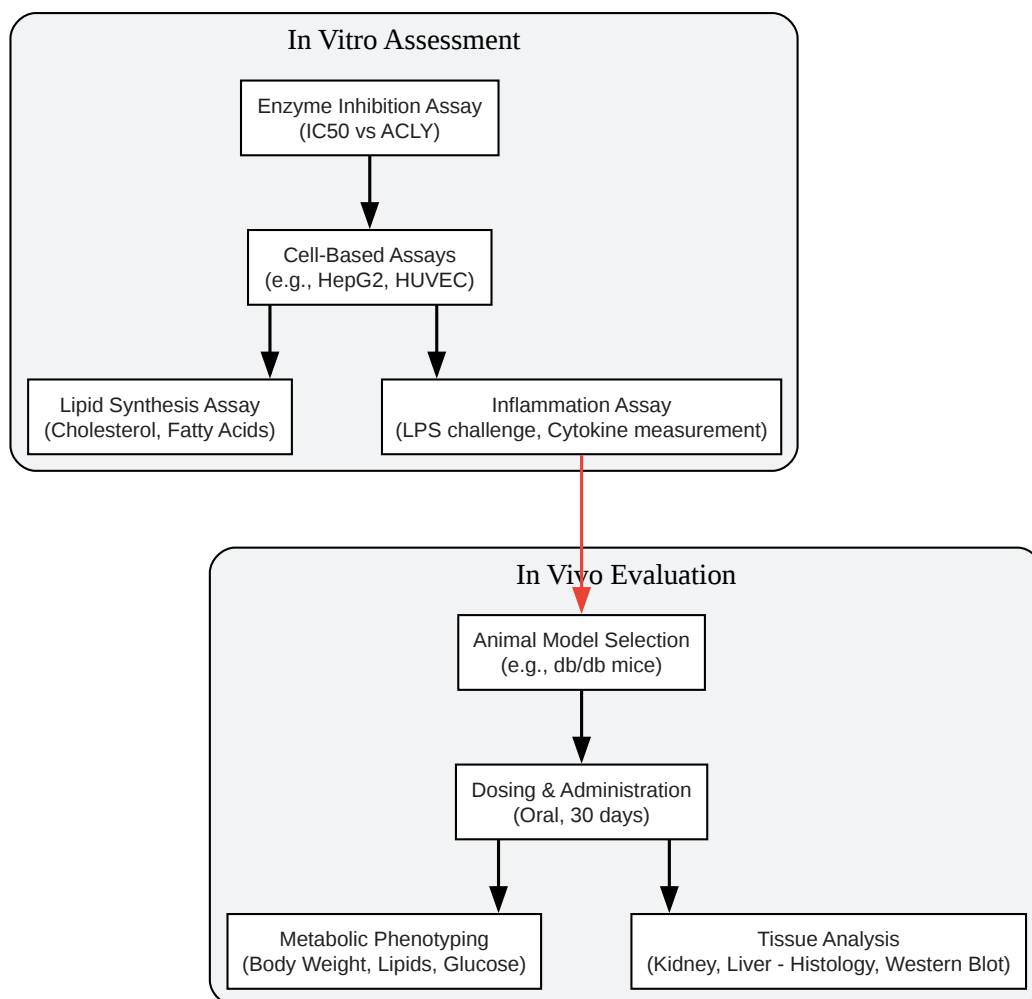 In Vitro Assessment
Enzyme Inhibition Assay
(IC50 vs ACLY)
Cell-Based Assays
(e.g., HepG2, HUVEC)
Lipid Synthesis Assay
(Cholesterol, Fatty Acids)
Inflammation Assay
(LPS challenge, Cytokine measurement)
In Vivo Evaluation
Animal Model Selection
(e.g., db/db mice)
Dosing & Administration
(Oral, 30 days)
Metabolic Phenotyping
(Body Weight, Lipids, Glucose)
Tissue Analysis
(Kidney, Liver - Histology, Western Blot)